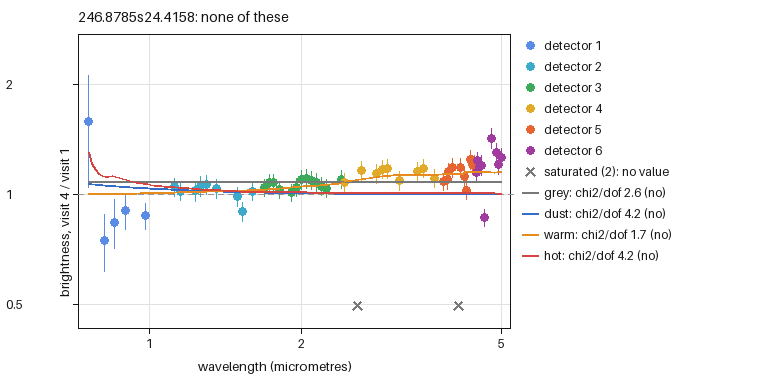 246.8785s24.4158: none of these
brightness, visit 4 / visit 1
2
1
0.5
1
2
5
wavelength (micrometres)
detector 1
detector 2
detector 3
detector 4
detector 5
detector 6
saturated (2): no value
grey: chi2/dof 2.6 (no)
dust: chi2/dof 4.2 (no)
warm: chi2/dof 1.7 (no)
hot: chi2/dof 4.2 (no)